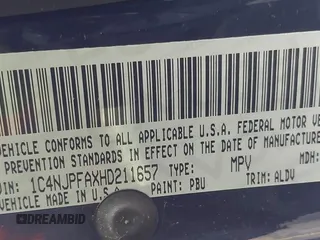 VEHICLE CONFORMS TO ALL APPLICABLE U.S.A. FEDERAL MOTOR VE
PREVENTION STANDARDS IN EFFECT ON THE DATE OF MANUFACTURE
VIN: 1C4NJPFAXHD211657 TYPE: MPV MDH:
VEHICLE MADE IN U.S.A. PAINT: PBU TRIM: ALDV
DREAMBID